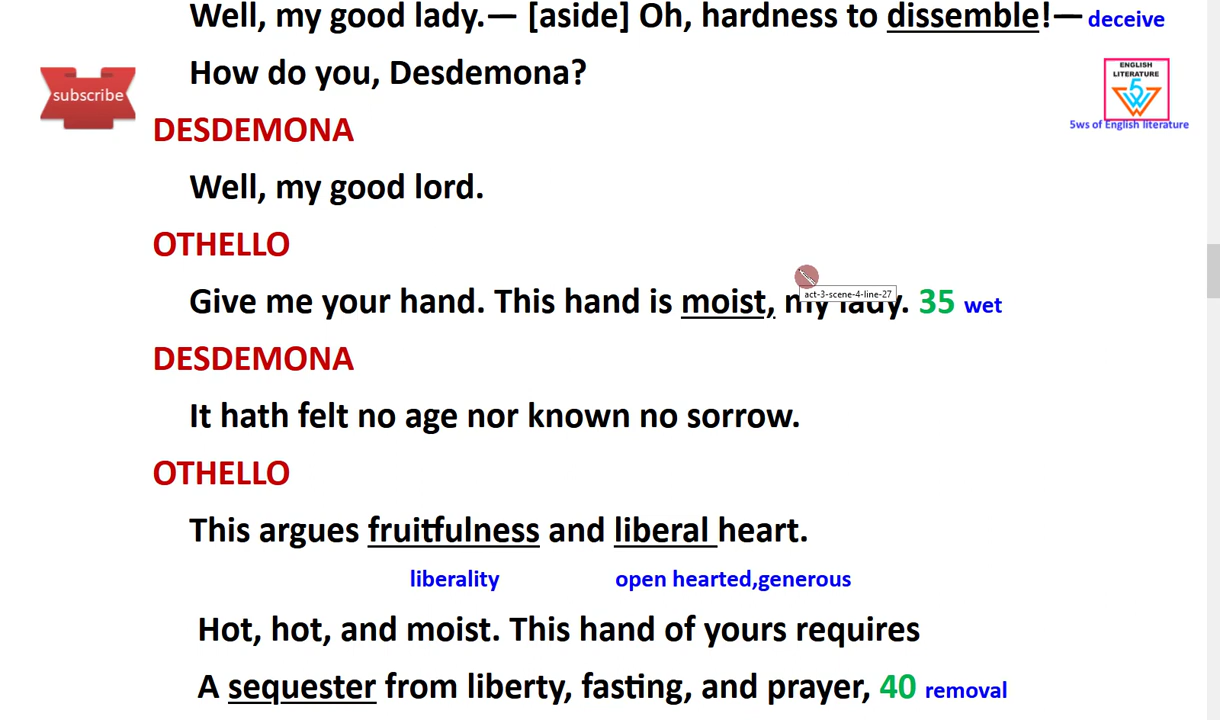 Well, my good lady.— [aside] Oh, hardness to dissemble!— deceive
How do you, Desdemona?
subscribe
ENGLISH
LITERATURE
5
W
5ws of English literature
DESDEMONA
Well, my good lord.
OTHELLO
act-3-scene-4-line-27
Give me your hand. This hand is moist, my lady. 35 wet
DESDEMONA
It hath felt no age nor known no sorrow.
OTHELLO
This argues fruitfulness and liberal heart.
liberality open hearted,generous
Hot, hot, and moist. This hand of yours requires
A sequester from liberty, fasting, and prayer, 40 removal